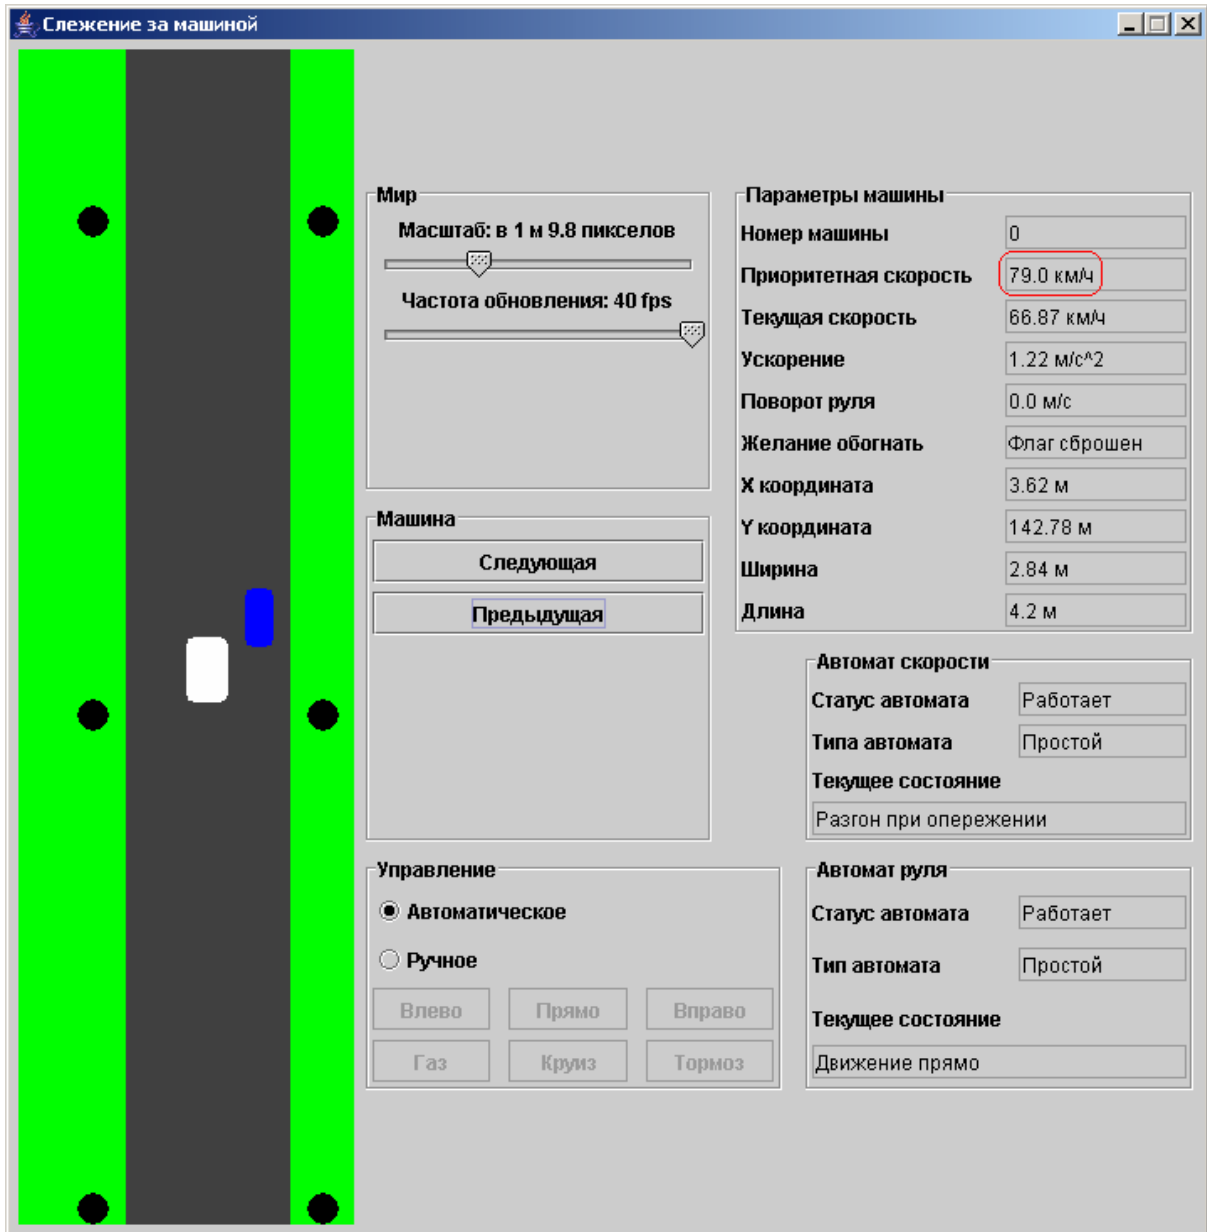 Слежение за машиной
Мир
Масштаб: в 1 м 9.8 пикселов
Частота обновления: 40 fps
Машина
Следующая
Предыдущая
Управление
Автоматическое
Ручное
Влево Прямо Вправо
Газ Круиз Тормоз
Параметры машины
Номер машины 0
Приоритетная скорость 79.0 км/ч
Текущая скорость 66.87 км/ч
Ускорение 1.22 м/с^2
Поворот руля 0.0 м/с
Желание обогнать Флаг сброшен
X координата 3.62 м
Y координата 142.78 м
Ширина 2.84 м
Длина 4.2 м
Автомат скорости
Статус автомата Работает
Типа автомата Простой
Текущее состояние
Разгон при опережении
Автомат руля
Статус автомата Работает
Тип автомата Простой
Текущее состояние
Движение прямо